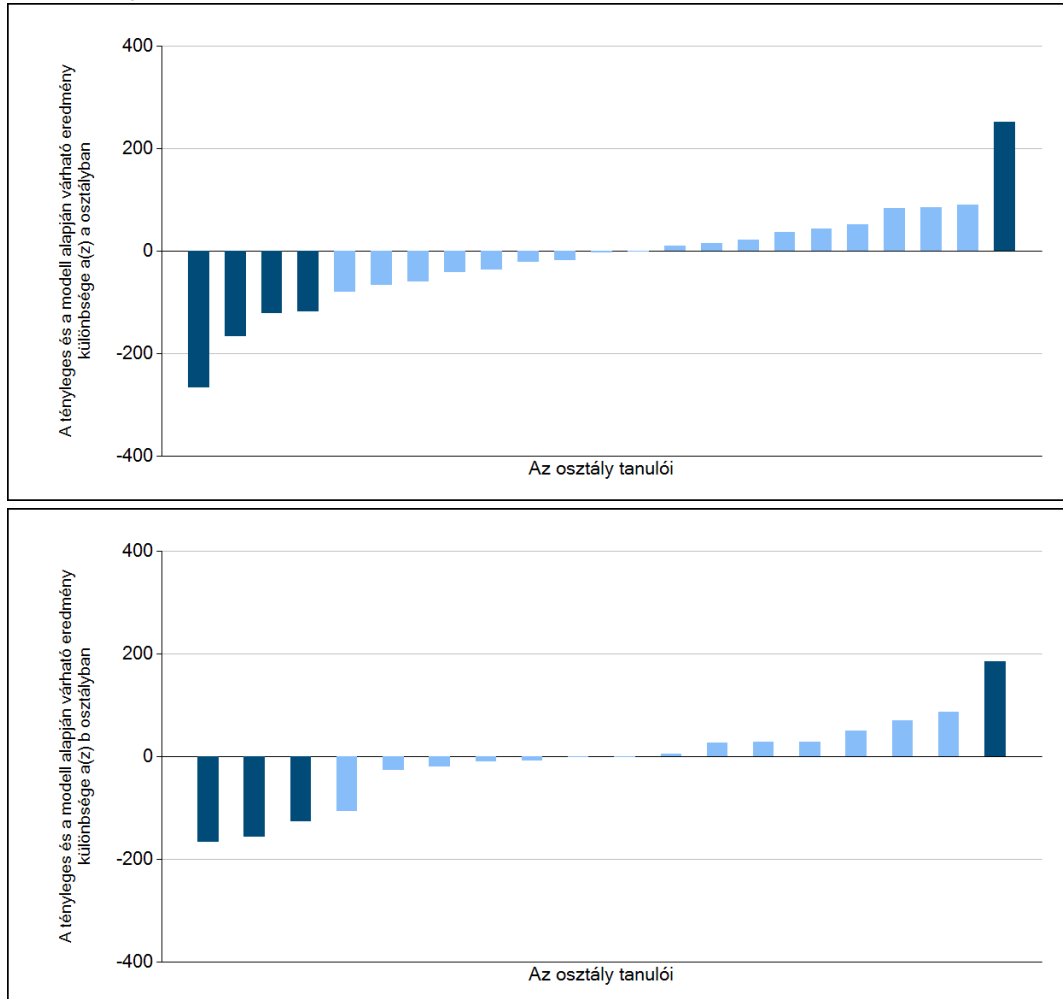 400
200
0
-200
-400
A tényleges és a modell alapján várható eredmény
különbsége a(z) a osztályban
Az osztály tanulói
400
200
0
-200
-400
A tényleges és a modell alapján várható eredmény
különbsége a(z) b osztályban
Az osztály tanulói